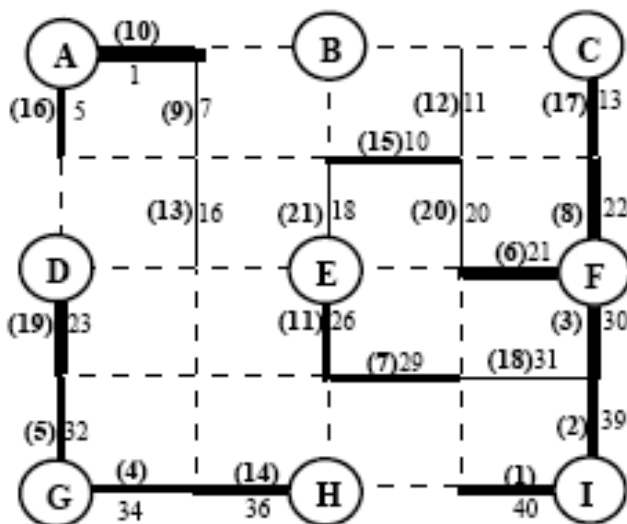 (10)
A B C
1
(16) 5 (9) 7 (12) 11 (17) 13
(15) 10
(13) 16 (21) 18 (20) 20 (8) 22
(6) 21
D E F
(19) 23 (11) 26 (3) 30
(7) 29 (18) 31
(5) 32 (2) 39
(4) (14) (1)
G H I
34 36 40